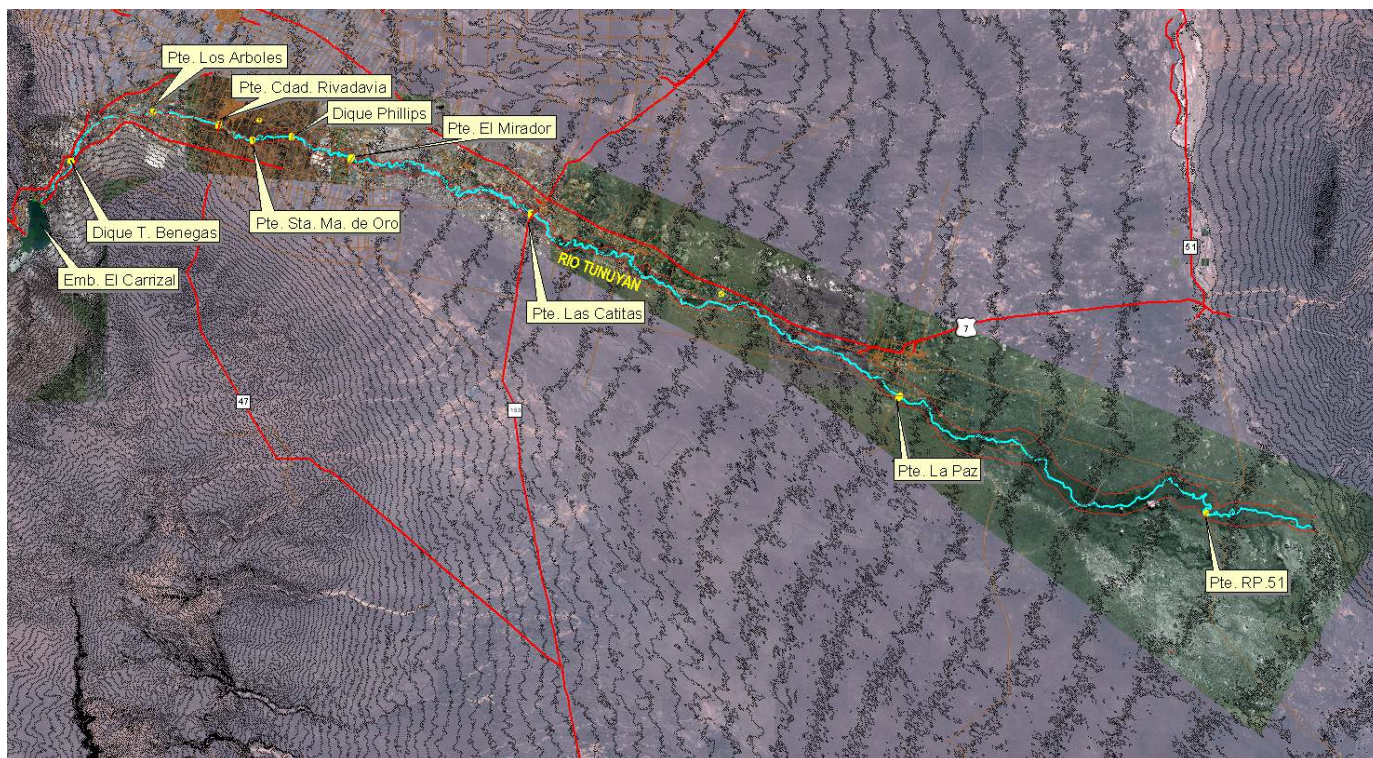 Pte. Los Arboles
Pte. Cdad. Rivadavia
Dique Phillips
Pte. El Mirador
Dique T. Benegas
Pte. Sta. Ma. de Oro
Emb. El Carrizal
RIO TUNUYAN
Pte. Las Catitas
51
7
47
153
Pte. La Paz
Pte. RP 51